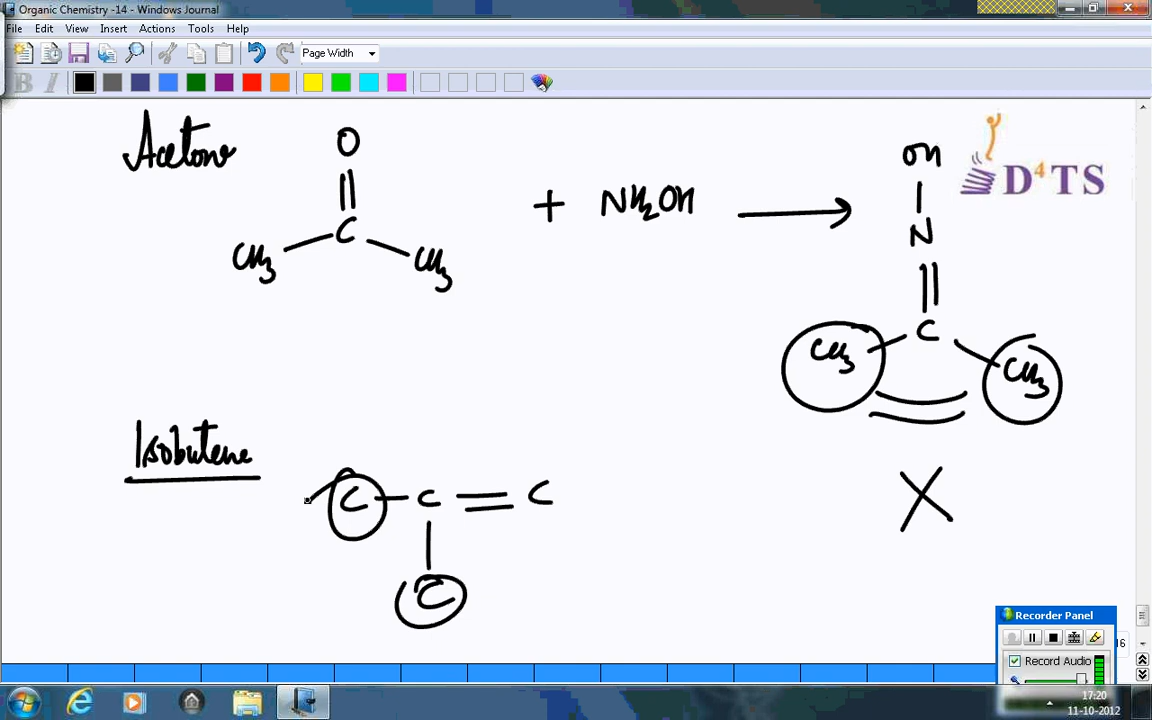 Organic Chemistry -14 - Windows Journal
File Edit View Insert Actions Tools Help
Page Width
B I
Acetone
O
||
C
CH3 CH3
+ NH2OH
OH
N
||
C
CH3 CH3
D4TS
Isobutene
C - C = C
C
X
Recorder Panel
Record Audio
16
17:20
11-10-2012